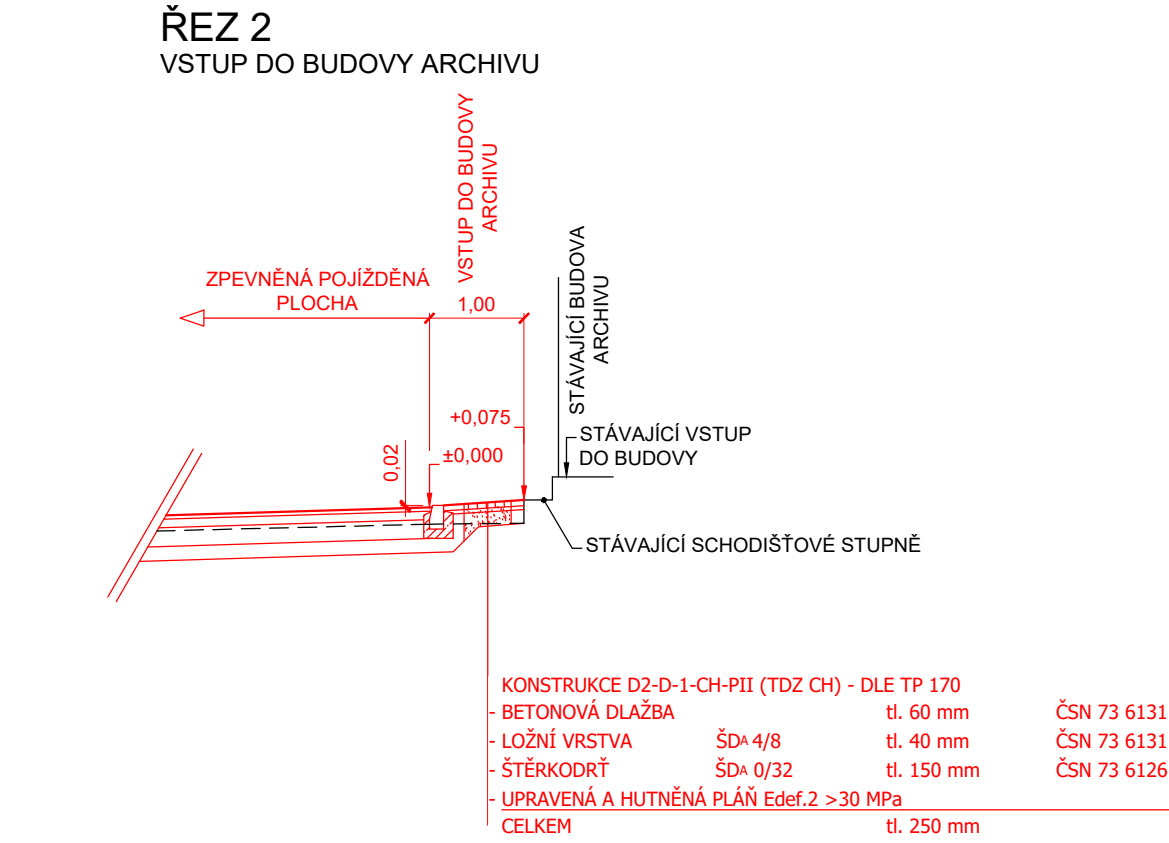 ŘEZ 2
VSTUP DO BUDOVY ARCHIVU
VSTUP DO BUDOVY
ARCHIVU
STÁVAJÍCÍ BUDOVA
ARCHIVU
ZPEVNĚNÁ POJÍŽDĚNÁ
PLOCHA
1,00
+0,075
±0,000
0,02
STÁVAJÍCÍ VSTUP
DO BUDOVY
STÁVAJÍCÍ SCHODIŠŤOVÉ STUPNĚ
KONSTRUKCE D2-D-1-CH-PII (TDZ CH) - DLE TP 170
- BETONOVÁ DLAŽBA tl. 60 mm ČSN 73 6131
- LOŽNÍ VRSTVA ŠDA 4/8 tl. 40 mm ČSN 73 6131
- ŠTĚRKODRŤ ŠDA 0/32 tl. 150 mm ČSN 73 6126
- UPRAVENÁ A HUTNĚNÁ PLÁŇ Edef.2 >30 MPa
CELKEM tl. 250 mm